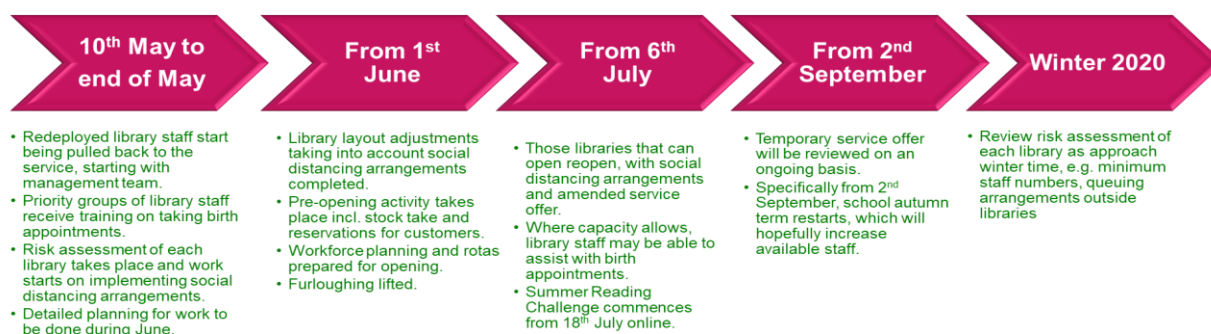 10th May to
end of May
• Redeployed library staff start
being pulled back to the
service, starting with
management team.
• Priority groups of library staff
receive training on taking birth
appointments.
• Risk assessment of each
library takes place and work
starts on implementing social
distancing arrangements.
• Detailed planning for work to
be done during June.
From 1st
June
• Library layout adjustments
taking into account social
distancing arrangements
completed.
• Pre-opening activity takes
place incl. stock take and
reservations for customers.
• Workforce planning and rotas
prepared for opening.
• Furloughing lifted.
From 6th
July
• Those libraries that can
open reopen, with social
distancing arrangements
and amended service
offer.
• Where capacity allows,
library staff may be able to
assist with birth
appointments.
• Summer Reading
Challenge commences
from 18th July online.
From 2nd
September
• Temporary service offer
will be reviewed on an
ongoing basis.
• Specifically from 2nd
September, school autumn
term restarts, which will
hopefully increase
available staff.
Winter 2020
• Review risk assessment of
each library as approach
winter time, e.g. minimum
staff numbers, queuing
arrangements outside
libraries